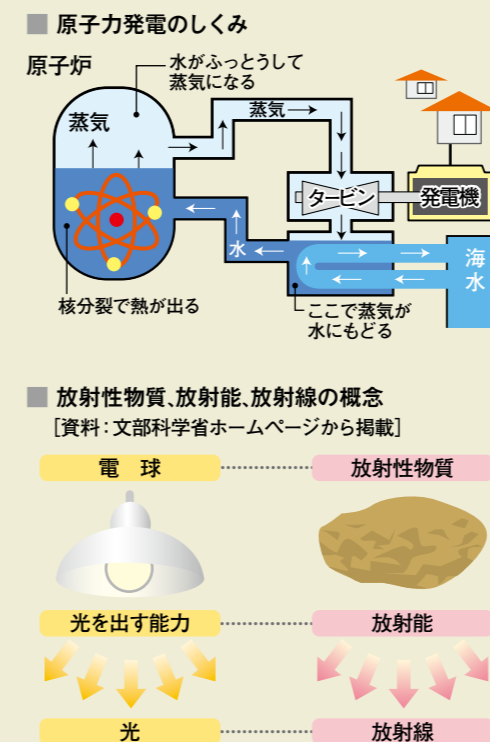 ■ 原子力発電のしくみ
原子炉
水がふっとうして
蒸気になる
蒸気
蒸気
タービン
発電機
水
海水
核分裂で熱が出る
ここで蒸気が
水にもどる
■ 放射性物質、放射能、放射線の概念
［資料：文部科学省ホームページから掲載］
電 球
放射性物質
光を出す能力
放射能
光
放射線